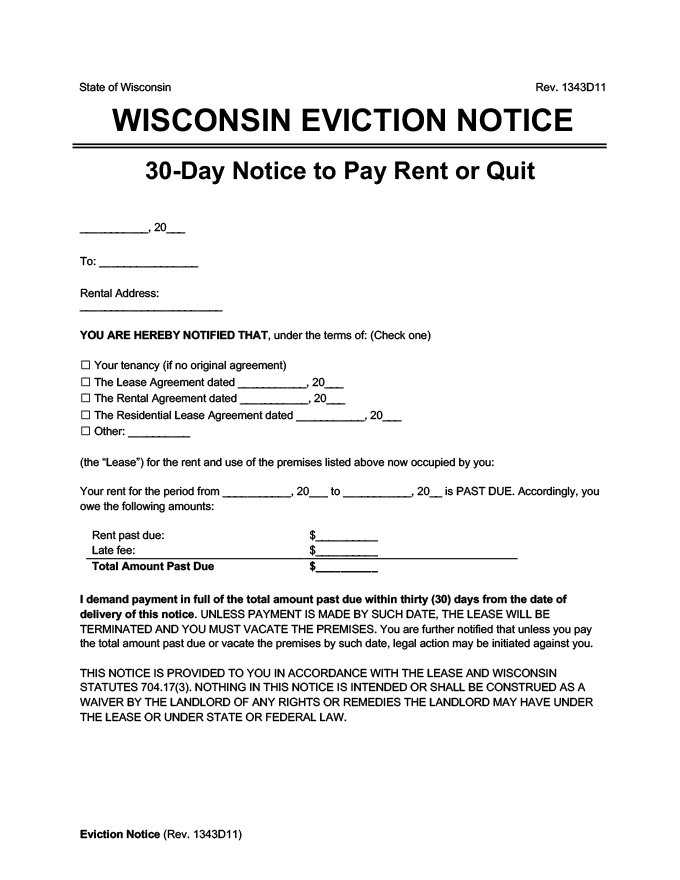 State of Wisconsin Rev. 1343D11
WISCONSIN EVICTION NOTICE
30-Day Notice to Pay Rent or Quit
___________, 20___
To: ________________
Rental Address:
_______________________
YOU ARE HEREBY NOTIFIED THAT, under the terms of: (Check one)
☐ Your tenancy (if no original agreement)
☐ The Lease Agreement dated ___________, 20___
☐ The Rental Agreement dated ___________, 20___
☐ The Residential Lease Agreement dated ___________, 20___
☐ Other: __________
(the “Lease”) for the rent and use of the premises listed above now occupied by you:
Your rent for the period from ___________, 20___ to ___________, 20__ is PAST DUE. Accordingly, you
owe the following amounts:
Rent past due: $__________
Late fee: $__________
Total Amount Past Due $__________
I demand payment in full of the total amount past due within thirty (30) days from the date of
delivery of this notice. UNLESS PAYMENT IS MADE BY SUCH DATE, THE LEASE WILL BE
TERMINATED AND YOU MUST VACATE THE PREMISES. You are further notified that unless you pay
the total amount past due or vacate the premises by such date, legal action may be initiated against you.
THIS NOTICE IS PROVIDED TO YOU IN ACCORDANCE WITH THE LEASE AND WISCONSIN
STATUTES 704.17(3). NOTHING IN THIS NOTICE IS INTENDED OR SHALL BE CONSTRUED AS A
WAIVER BY THE LANDLORD OF ANY RIGHTS OR REMEDIES THE LANDLORD MAY HAVE UNDER
THE LEASE OR UNDER STATE OR FEDERAL LAW.
Eviction Notice (Rev. 1343D11)